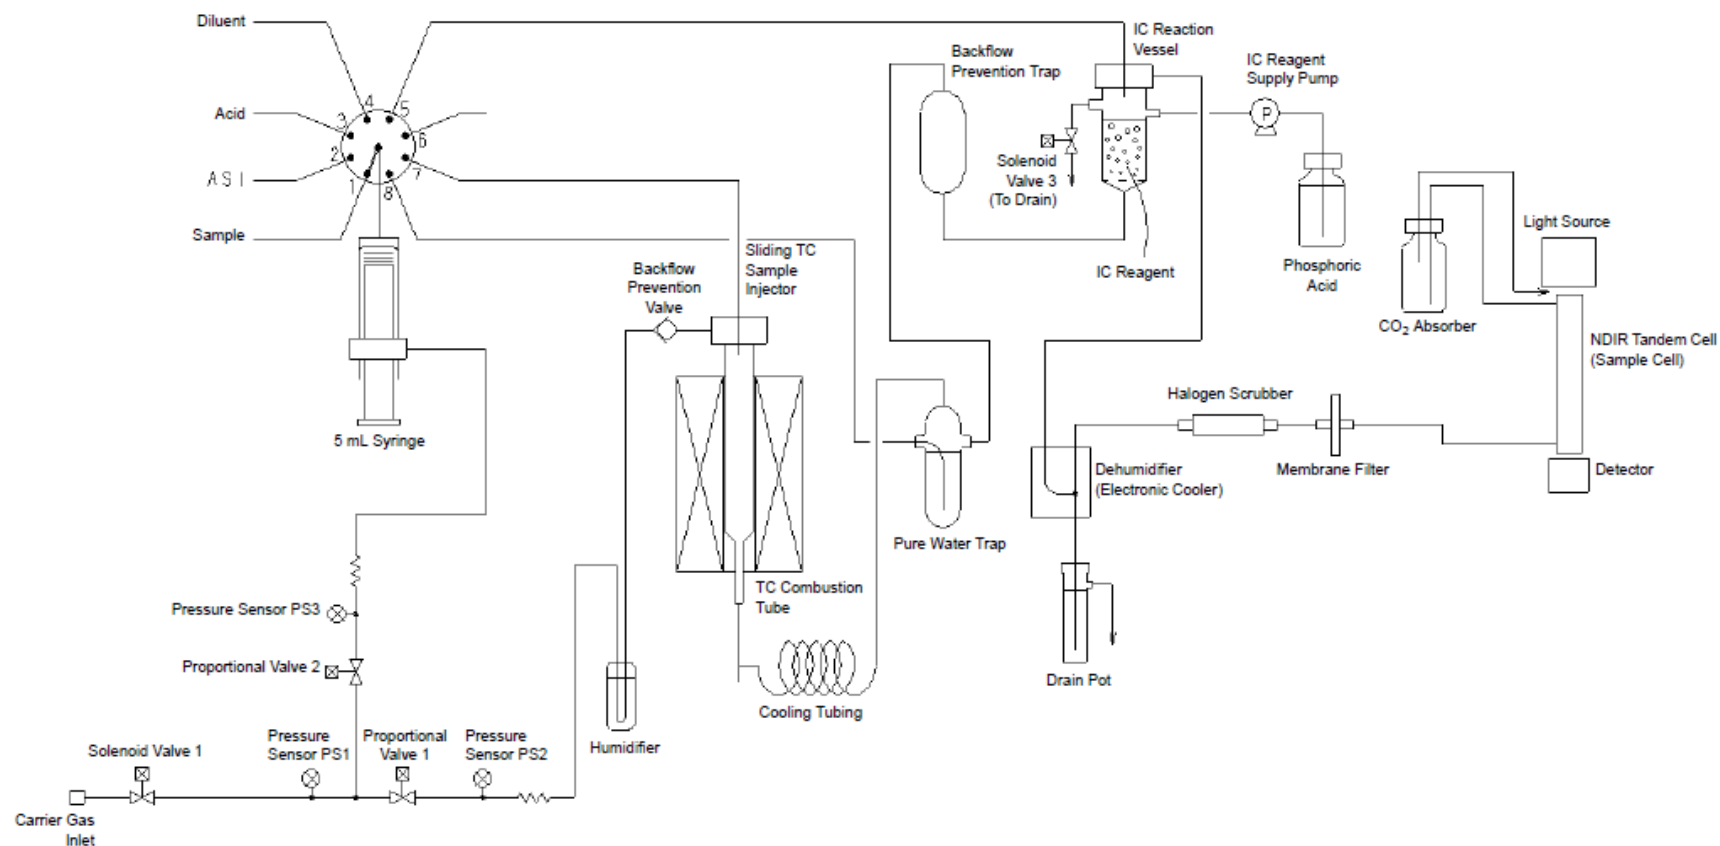 Diluent
Acid
A S I
Sample
4
5
3
6
2
7
1
8
5 mL Syringe
IC Reaction
Vessel
Backflow
Prevention Trap
IC Reagent
Supply Pump
P
Solenoid
Valve 3
(To Drain)
IC Reagent
Phosphoric
Acid
Light Source
CO₂ Absorber
NDIR Tandem Cell
(Sample Cell)
Detector
Sliding TC
Sample
Injector
Backflow
Prevention
Valve
Halogen Scrubber
Membrane Filter
Dehumidifier
(Electronic Cooler)
Pure Water Trap
TC Combustion
Tube
Drain Pot
Cooling Tubing
Humidifier
Pressure Sensor PS3
Proportional Valve 2
Solenoid Valve 1
Pressure
Sensor PS1
Proportional
Valve 1
Pressure
Sensor PS2
Carrier Gas
Inlet